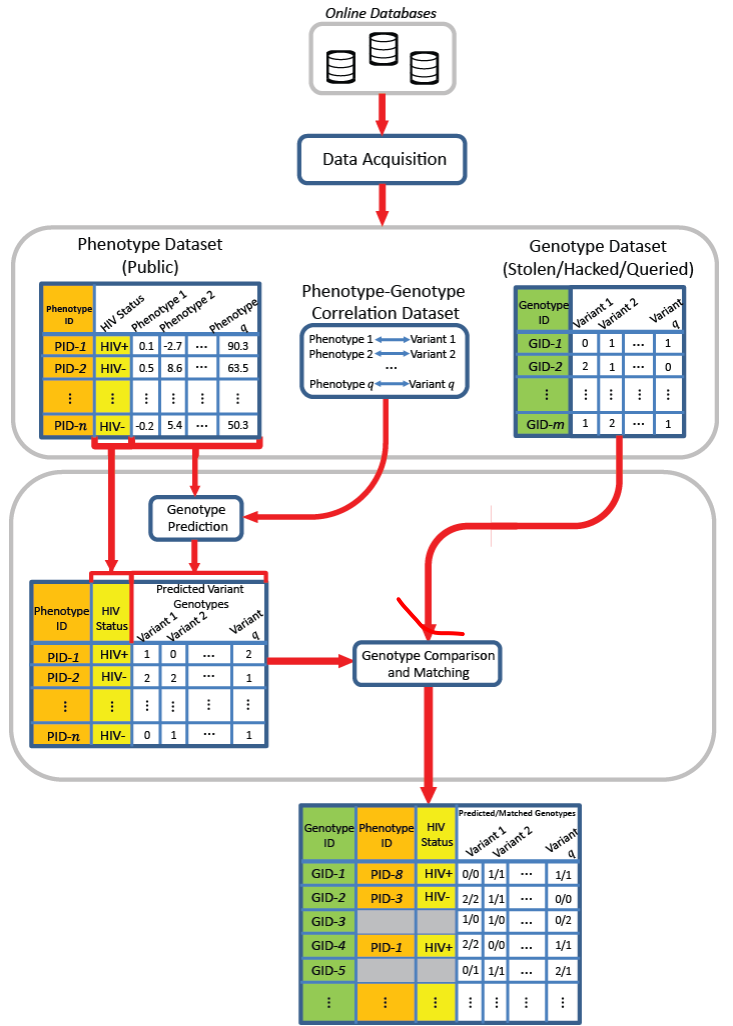 Online Databases
Data Acquisition
Phenotype Dataset
(Public)
Phenotype ID HIV Status Phenotype 1 Phenotype 2 Phenotype q
PID-1 HIV+ 0.1 -2.7 ... 90.3
PID-2 HIV- 0.5 8.6 ... 63.5
⋮ ⋮ ⋮ ⋮ ⋮ ⋮
PID-n HIV- -0.2 5.4 ... 50.3
Phenotype-Genotype
Correlation Dataset
Phenotype 1 Variant 1
Phenotype 2 Variant 2
...
Phenotype q Variant q
Genotype Dataset
(Stolen/Hacked/Queried)
Genotype ID Variant 1 Variant 2 Variant q
GID-1 0 1 ... 1
GID-2 2 1 ... 0
⋮ ⋮ ⋮ ⋮ ⋮
GID-m 1 2 ... 1
Genotype
Prediction
Predicted Variant
Genotypes
Phenotype ID HIV Status Variant 1 Variant 2 Variant q
PID-1 HIV+ 1 0 ... 2
PID-2 HIV- 2 2 ... 1
⋮ ⋮ ⋮ ⋮ ⋮ ⋮
PID-n HIV- 0 1 ... 1
Genotype Comparison
and Matching
Predicted/Matched Genotypes
Genotype ID Phenotype ID HIV Status Variant 1 Variant 2 Variant q
GID-1 PID-8 HIV+ 0/0 1/1 ... 1/1
GID-2 PID-3 HIV- 2/2 1/1 ... 0/0
GID-3 1/0 1/0 ... 0/2
GID-4 PID-1 HIV+ 2/2 0/0 ... 1/1
GID-5 0/1 1/1 ... 2/1
⋮ ⋮ ⋮ ⋮ ⋮ ⋮ ⋮